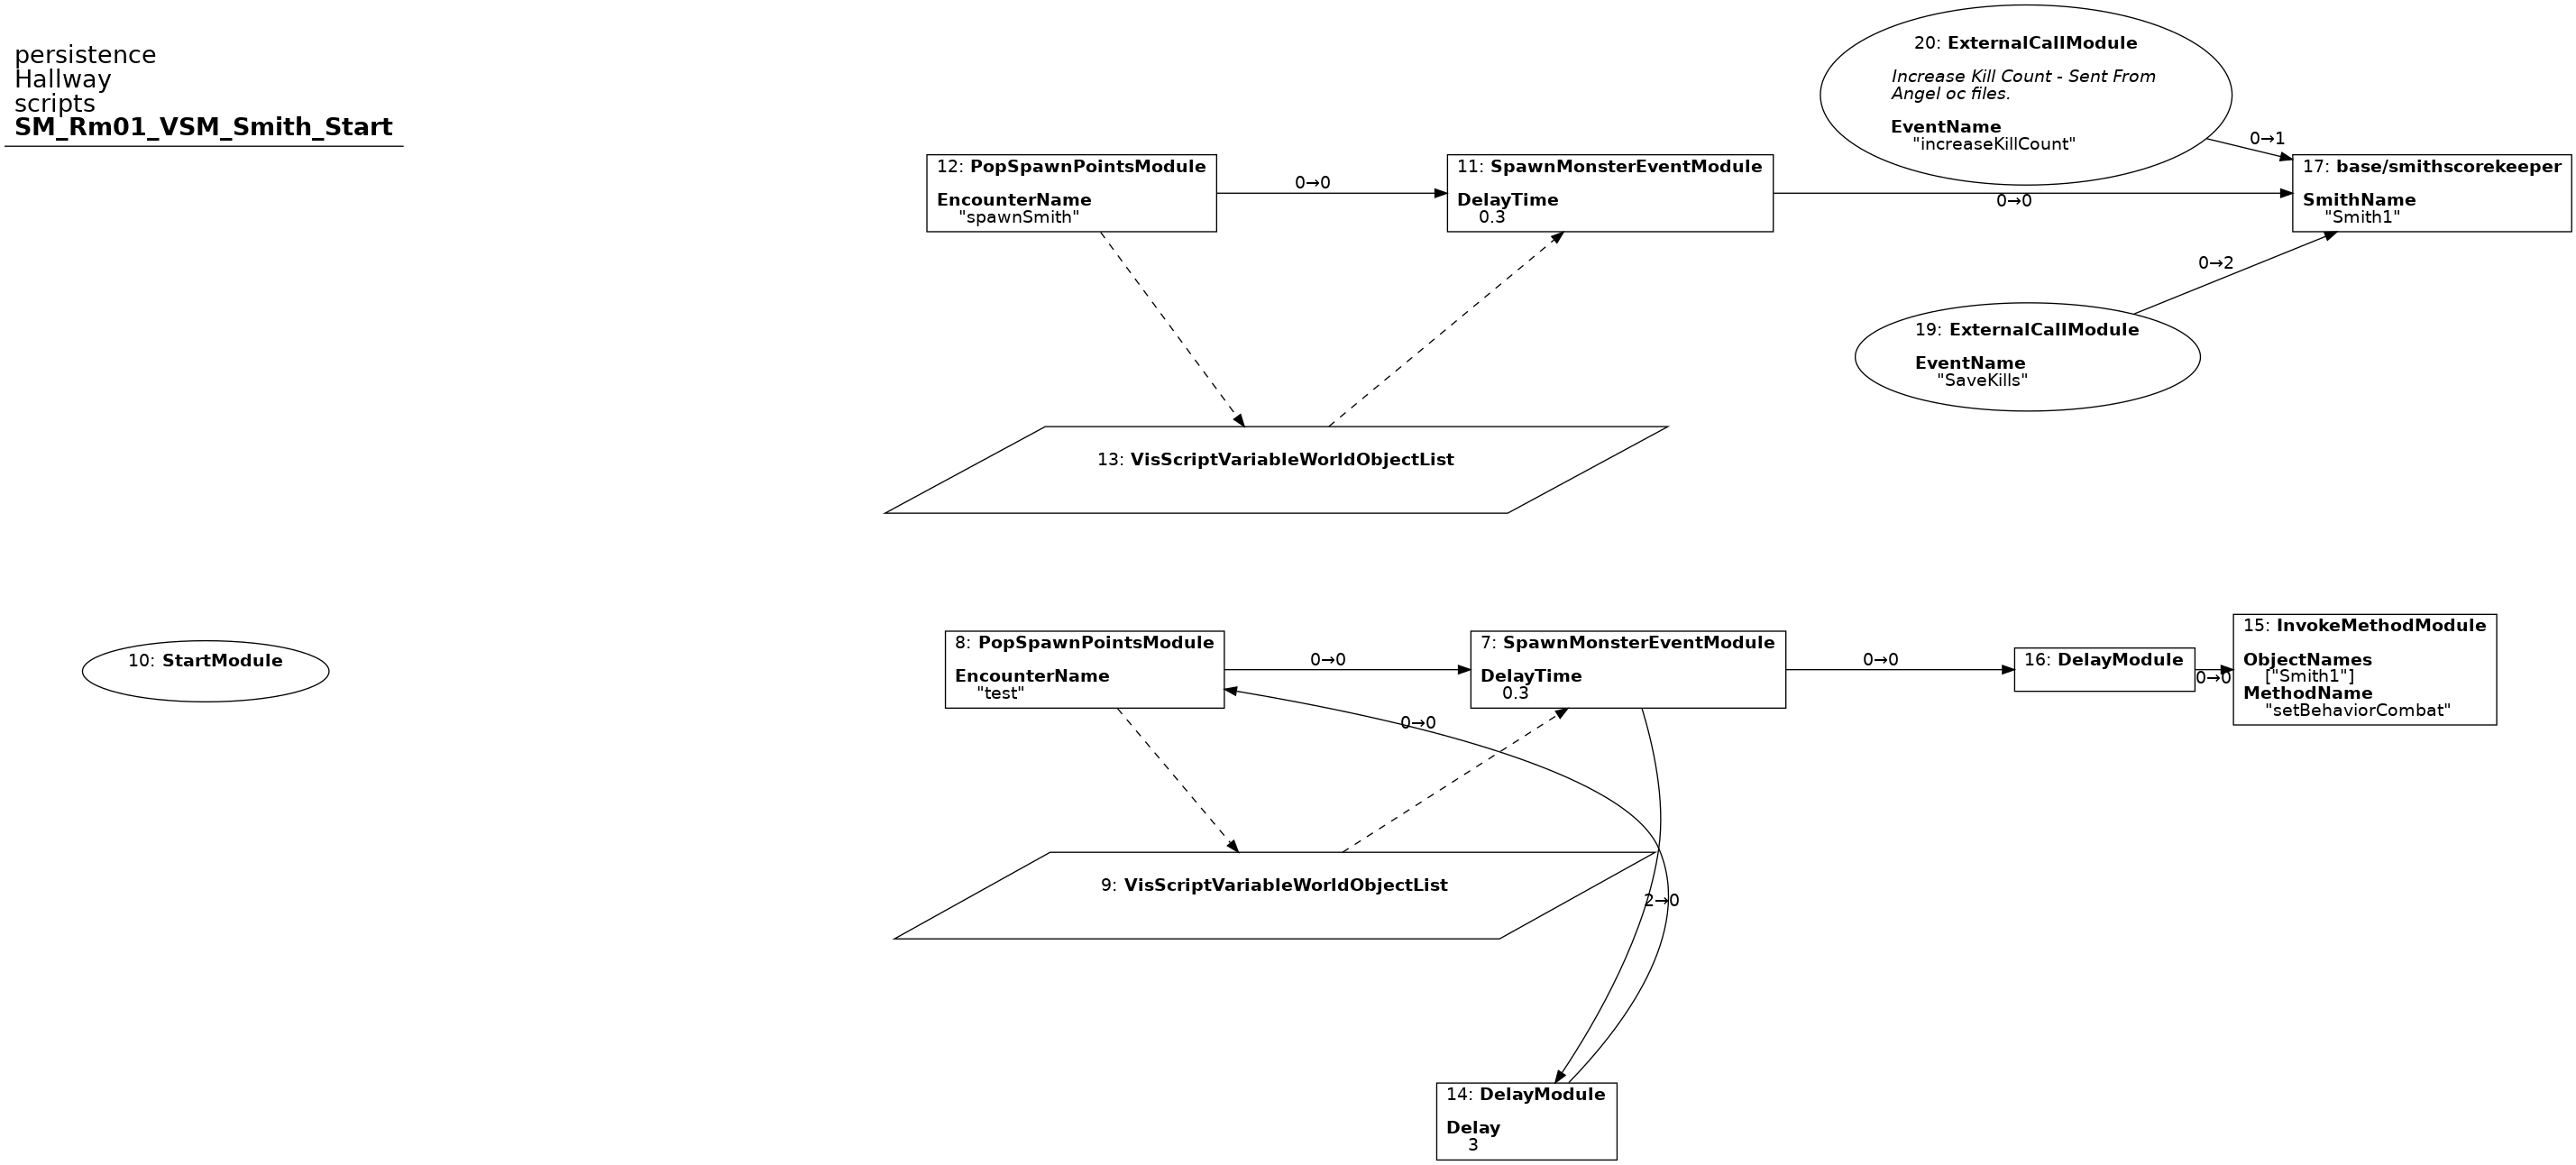 persistence
Hallway
scripts
SM_Rm01_VSM_Smith_Start
20: ExternalCallModule
Increase Kill Count - Sent From
Angel oc files.
EventName
"increaseKillCount"
0→1
12: PopSpawnPointsModule
EncounterName
"spawnSmith"
0→0
11: SpawnMonsterEventModule
DelayTime
0.3
0→0
17: base/smithscorekeeper
SmithName
"Smith1"
0→2
19: ExternalCallModule
EventName
"SaveKills"
13: VisScriptVariableWorldObjectList
10: StartModule
8: PopSpawnPointsModule
EncounterName
"test"
0→0
7: SpawnMonsterEventModule
DelayTime
0.3
0→0
16: DelayModule
0→0
15: InvokeMethodModule
ObjectNames
["Smith1"]
MethodName
"setBehaviorCombat"
0→0
9: VisScriptVariableWorldObjectList
2→0
14: DelayModule
Delay
3